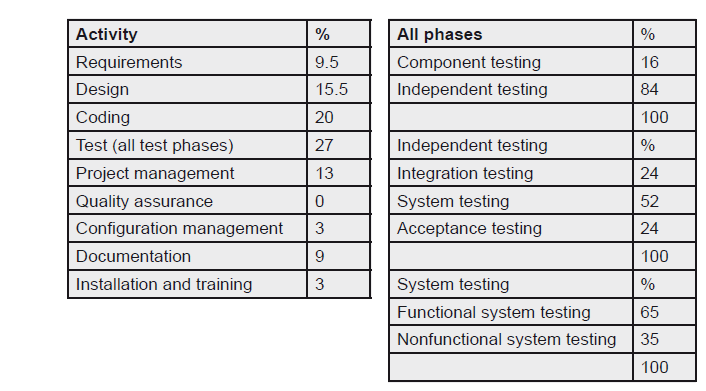 Activity %
Requirements 9.5
Design 15.5
Coding 20
Test (all test phases) 27
Project management 13
Quality assurance 0
Configuration management 3
Documentation 9
Installation and training 3
All phases %
Component testing 16
Independent testing 84
100
Independent testing %
Integration testing 24
System testing 52
Acceptance testing 24
100
System testing %
Functional system testing 65
Nonfunctional system testing 35
100